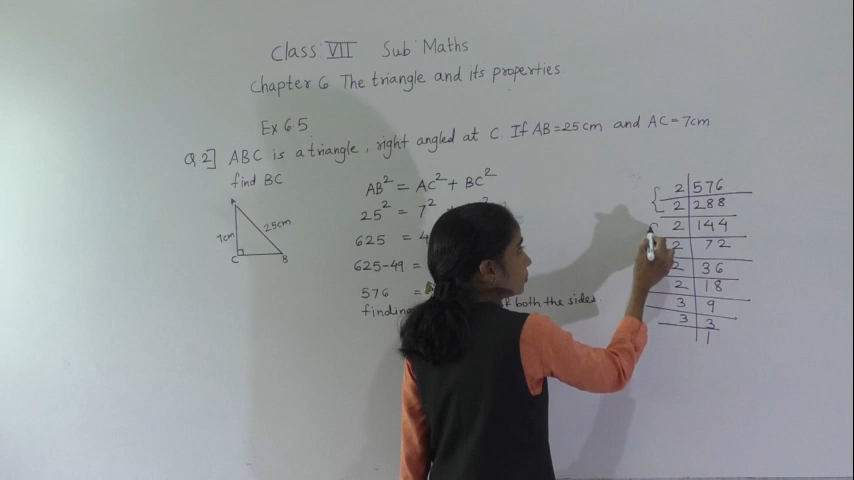 Class: VII Sub: Maths
Chapter 6 The triangle and its properties
Ex 6.5
Q 2] ABC is a triangle, right angled at C. If AB=25cm and AC=7cm
find BC
AB² = AC² + BC²
25² = 7² + ²
625 = 4
625-49 =
576 =
finding both the sides.
A
7cm
25cm
C
B
2 | 576
2 | 288
2 | 144
2 | 72
2 | 36
2 | 18
3 | 9
3 | 3
| 1